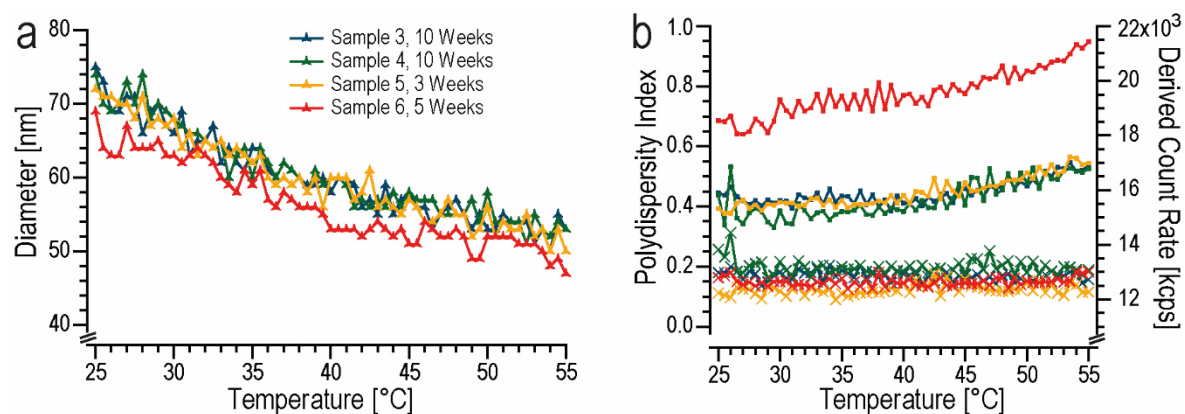 a
80
70
60
50
40
Diameter [nm]
Sample 3, 10 Weeks
Sample 4, 10 Weeks
Sample 5, 3 Weeks
Sample 6, 5 Weeks
25 30 35 40 45 50 55
Temperature [°C]
b
1.0
0.8
0.6
0.4
0.2
0.0
Polydispersity Index
22x10³
20
18
16
14
12
Derived Count Rate [kcps]
25 30 35 40 45 50 55
Temperature [°C]